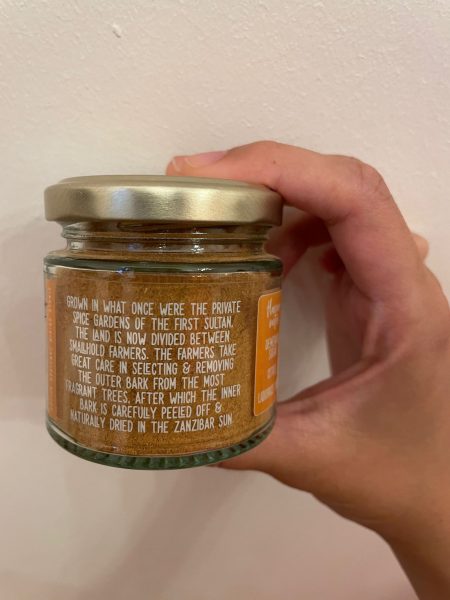 GROWN IN WHAT ONCE WERE THE PRIVATE
SPICE GARDENS OF THE FIRST SULTAN,
THE LAND IS NOW DIVIDED BETWEEN
SMALLHOLD FARMERS. THE FARMERS TAKE
GREAT CARE IN SELECTING & REMOVING
THE OUTER BARK FROM THE MOST
FRAGRANT TREES, AFTER WHICH THE INNER
BARK IS CAREFULLY PEELED OFF &
NATURALLY DRIED IN THE ZANZIBAR SUN